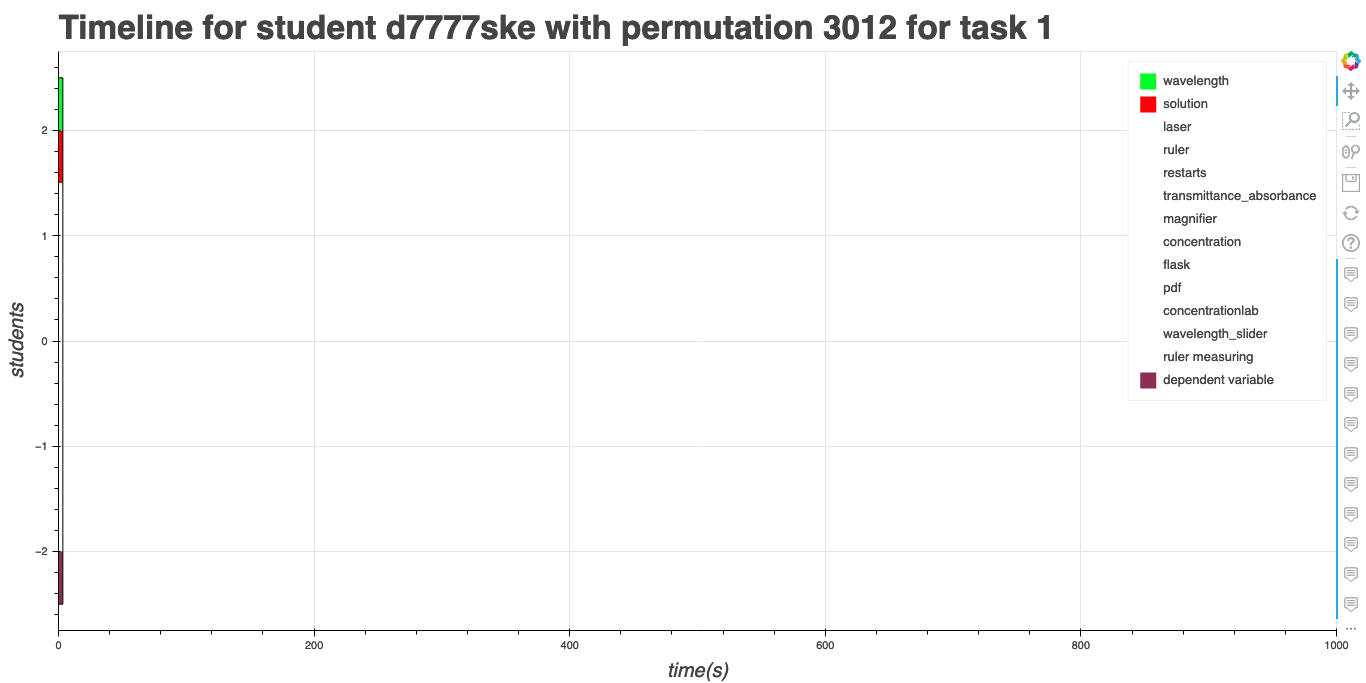 Timeline for student d7777ske with permutation 3012 for task 1
wavelength
solution
laser
ruler
restarts
transmittance_absorbance
magnifier
concentration
flask
pdf
concentrationlab
wavelength_slider
ruler measuring
dependent variable
students
2
1
0
−1
−2
0 200 400 600 800 1000
time(s)